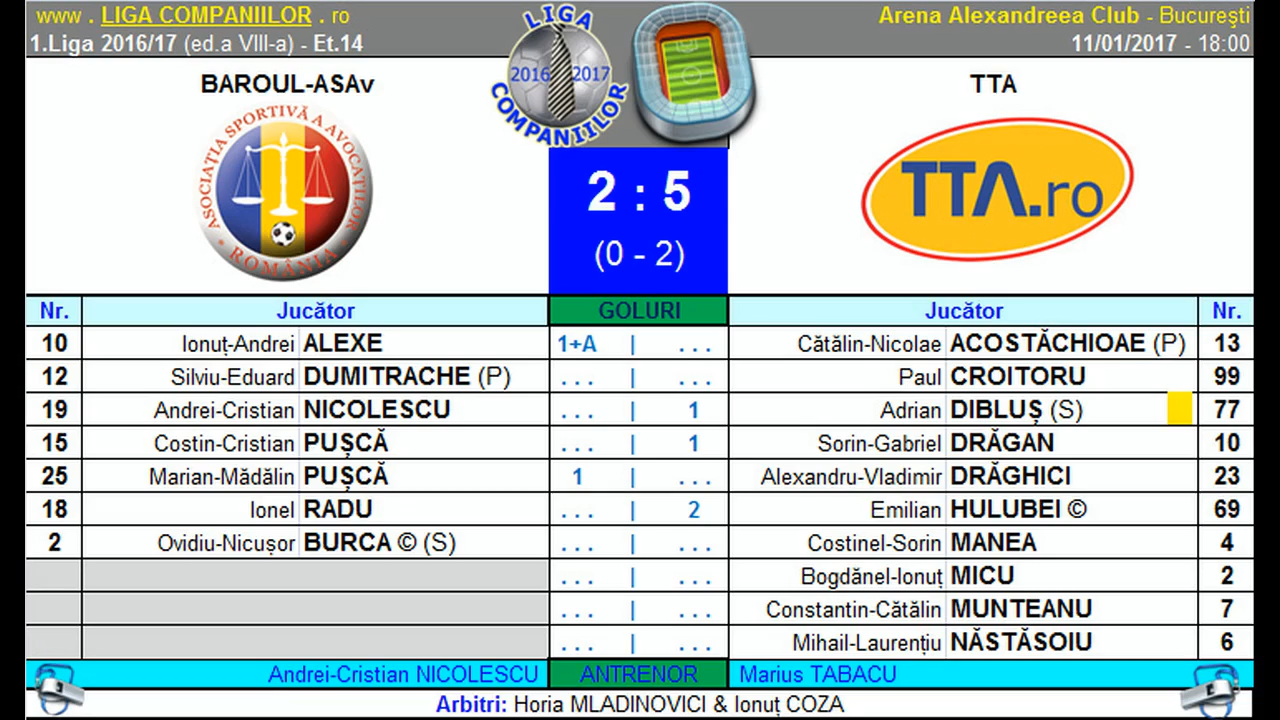 www . LIGA COMPANIILOR . ro
1.Liga 2016/17 (ed.a VIII-a) - Et.14
LIGA
2016 2017
COMPANIILOR
Arena Alexandreea Club - Bucureşti
11/01/2017 - 18:00
BAROUL-ASAv
ASOCIAȚIA SPORTIVĂ A AVOCAȚILOR
ROMÂNIA
2 : 5
(0 - 2)
TTA
TTA.ro
Nr. Jucător GOLURI Jucător Nr.
10 Ionuț-Andrei ALEXE 1+A | ... Cătălin-Nicolae ACOSTĂCHIOAE (P) 13
12 Silviu-Eduard DUMITRACHE (P) ... | ... Paul CROITORU 99
19 Andrei-Cristian NICOLESCU ... | 1 Adrian DIBLUȘ (S) 77
15 Costin-Cristian PUȘCĂ ... | 1 Sorin-Gabriel DRĂGAN 10
25 Marian-Mădălin PUȘCĂ 1 | ... Alexandru-Vladimir DRĂGHICI 23
18 Ionel RADU ... | 2 Emilian HULUBEI © 69
2 Ovidiu-Nicușor BURCA © (S) ... | ... Costinel-Sorin MANEA 4
... | ... Bogdănel-Ionuț MICU 2
... | ... Constantin-Cătălin MUNTEANU 7
... | ... Mihail-Laurențiu NĂSTĂSOIU 6
Andrei-Cristian NICOLESCU ANTRENOR Marius TABACU
Arbitri: Horia MLADINOVICI & Ionuț COZA